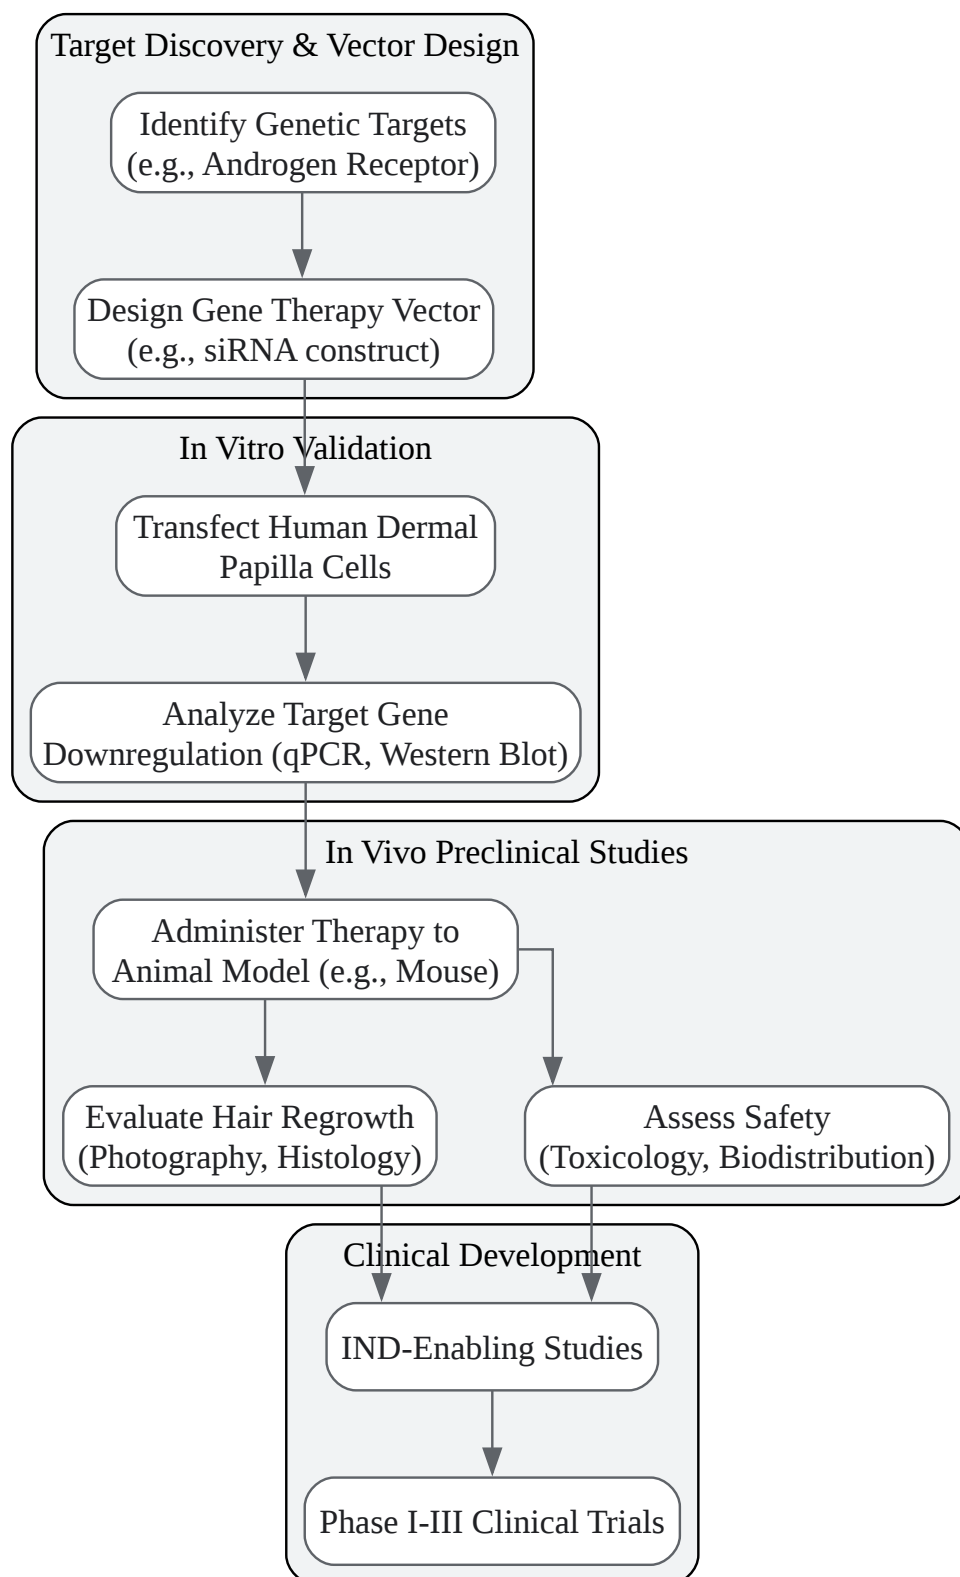 Target Discovery & Vector Design
Identify Genetic Targets
(e.g., Androgen Receptor)
Design Gene Therapy Vector
(e.g., siRNA construct)
In Vitro Validation
Transfect Human Dermal
Papilla Cells
Analyze Target Gene
Downregulation (qPCR, Western Blot)
In Vivo Preclinical Studies
Administer Therapy to
Animal Model (e.g., Mouse)
Evaluate Hair Regrowth
(Photography, Histology)
Assess Safety
(Toxicology, Biodistribution)
Clinical Development
IND-Enabling Studies
Phase I-III Clinical Trials